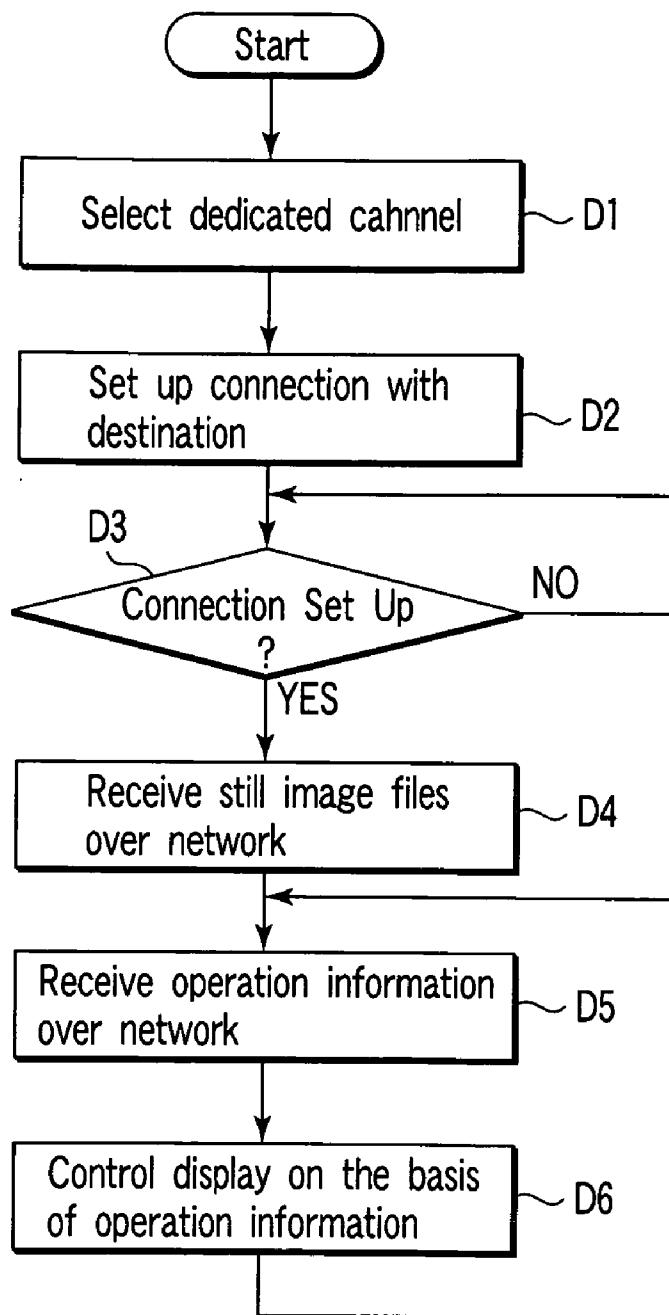 Start
Select dedicated cahnnel
D1
Set up connection with
destination
D2
D3
Connection Set Up
?
NO
YES
Receive still image files
over network
D4
Receive operation information
over network
D5
Control display on the basis
of operation information
D6